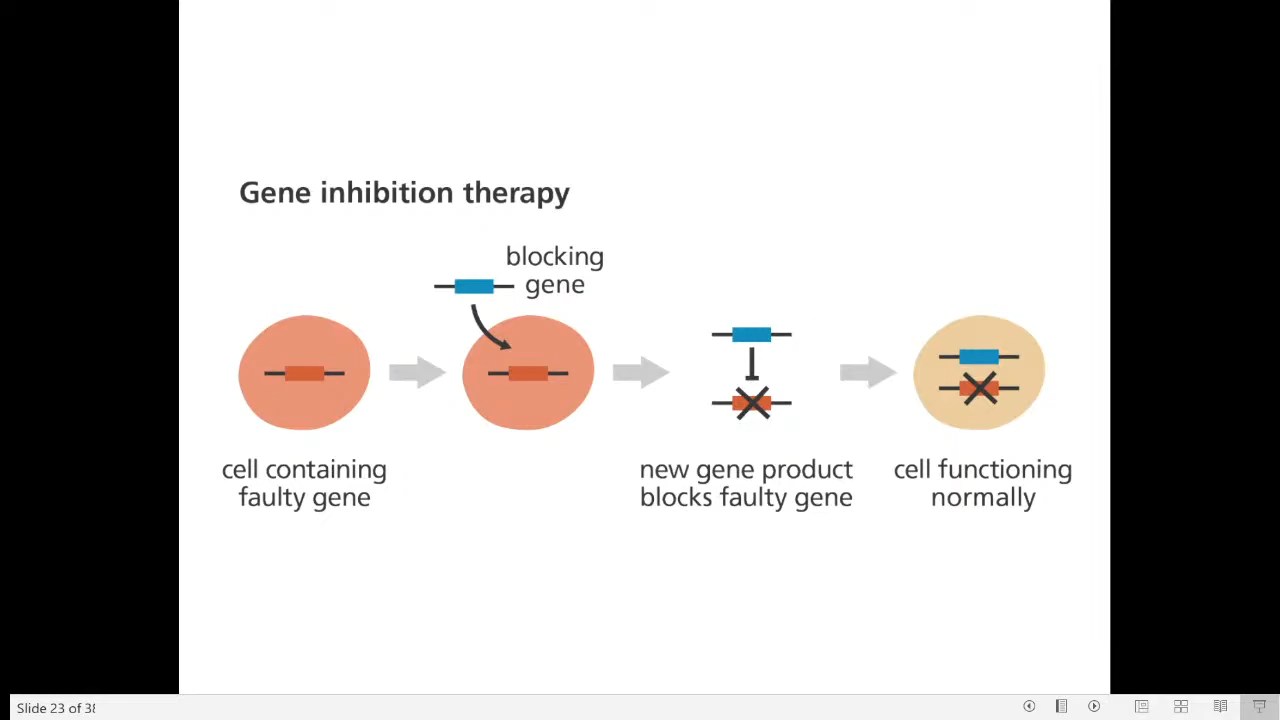 Gene inhibition therapy
blocking
gene
cell containing
faulty gene
new gene product
blocks faulty gene
cell functioning
normally
Slide 23 of 38